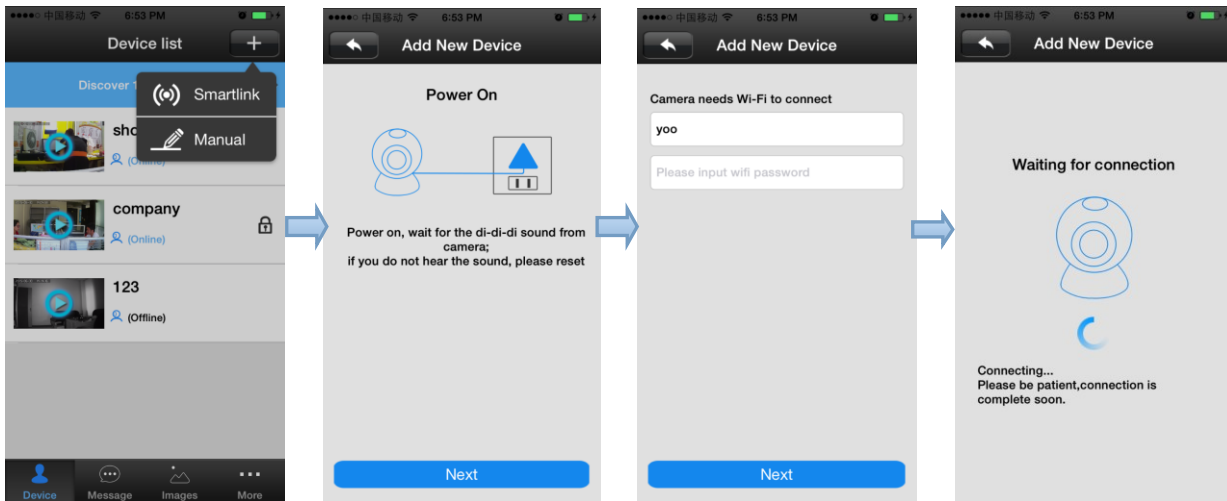 中国移动 6:53 PM
Device list
+
Discover 1
Smartlink
Manual
sho
(Online)
company
(Online)
123
(Offline)
Device Message Images More
中国移动 6:53 PM
Add New Device
Power On
Power on, wait for the di-di-di sound from
camera;
if you do not hear the sound, please reset
Next
中国移动 6:53 PM
Add New Device
Camera needs Wi-Fi to connect
yoo
Please input wifi password
Next
中国移动 6:53 PM
Add New Device
Waiting for connection
Connecting...
Please be patient,connection is
complete soon.